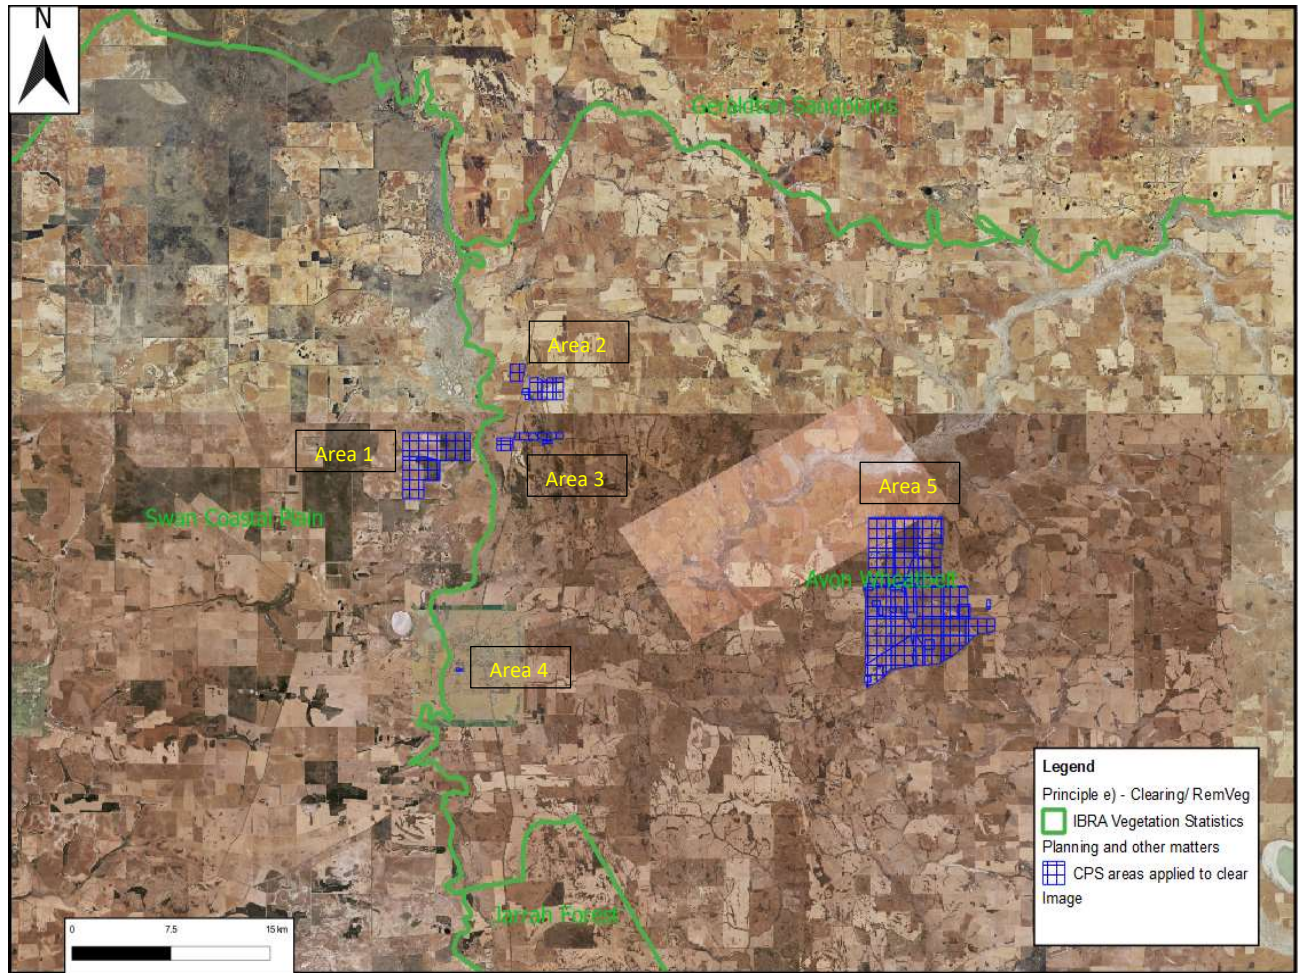 N
Geraldton Sandplains
Area 2
Area 1
Area 3
Area 5
Swan Coastal Plain
Avon Wheatbelt
Area 4
Legend
Principle e) - Clearing/ RemVeg
IBRA Vegetation Statistics
Planning and other matters
CPS areas applied to clear
Image
Jarrah Forest
0 7.5 15 km